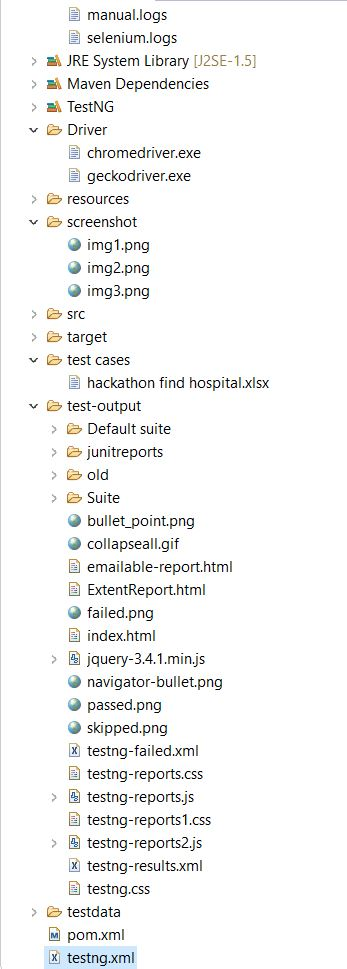 manual.logs
selenium.logs
JRE System Library [J2SE-1.5]
Maven Dependencies
TestNG
Driver
chromedriver.exe
geckodriver.exe
resources
screenshot
img1.png
img2.png
img3.png
src
target
test cases
hackathon find hospital.xlsx
test-output
Default suite
junitreports
old
Suite
bullet_point.png
collapseall.gif
emailable-report.html
ExtentReport.html
failed.png
index.html
jquery-3.4.1.min.js
navigator-bullet.png
passed.png
skipped.png
testng-failed.xml
testng-reports.css
testng-reports.js
testng-reports1.css
testng-reports2.js
testng-results.xml
testng.css
testdata
pom.xml
testng.xml